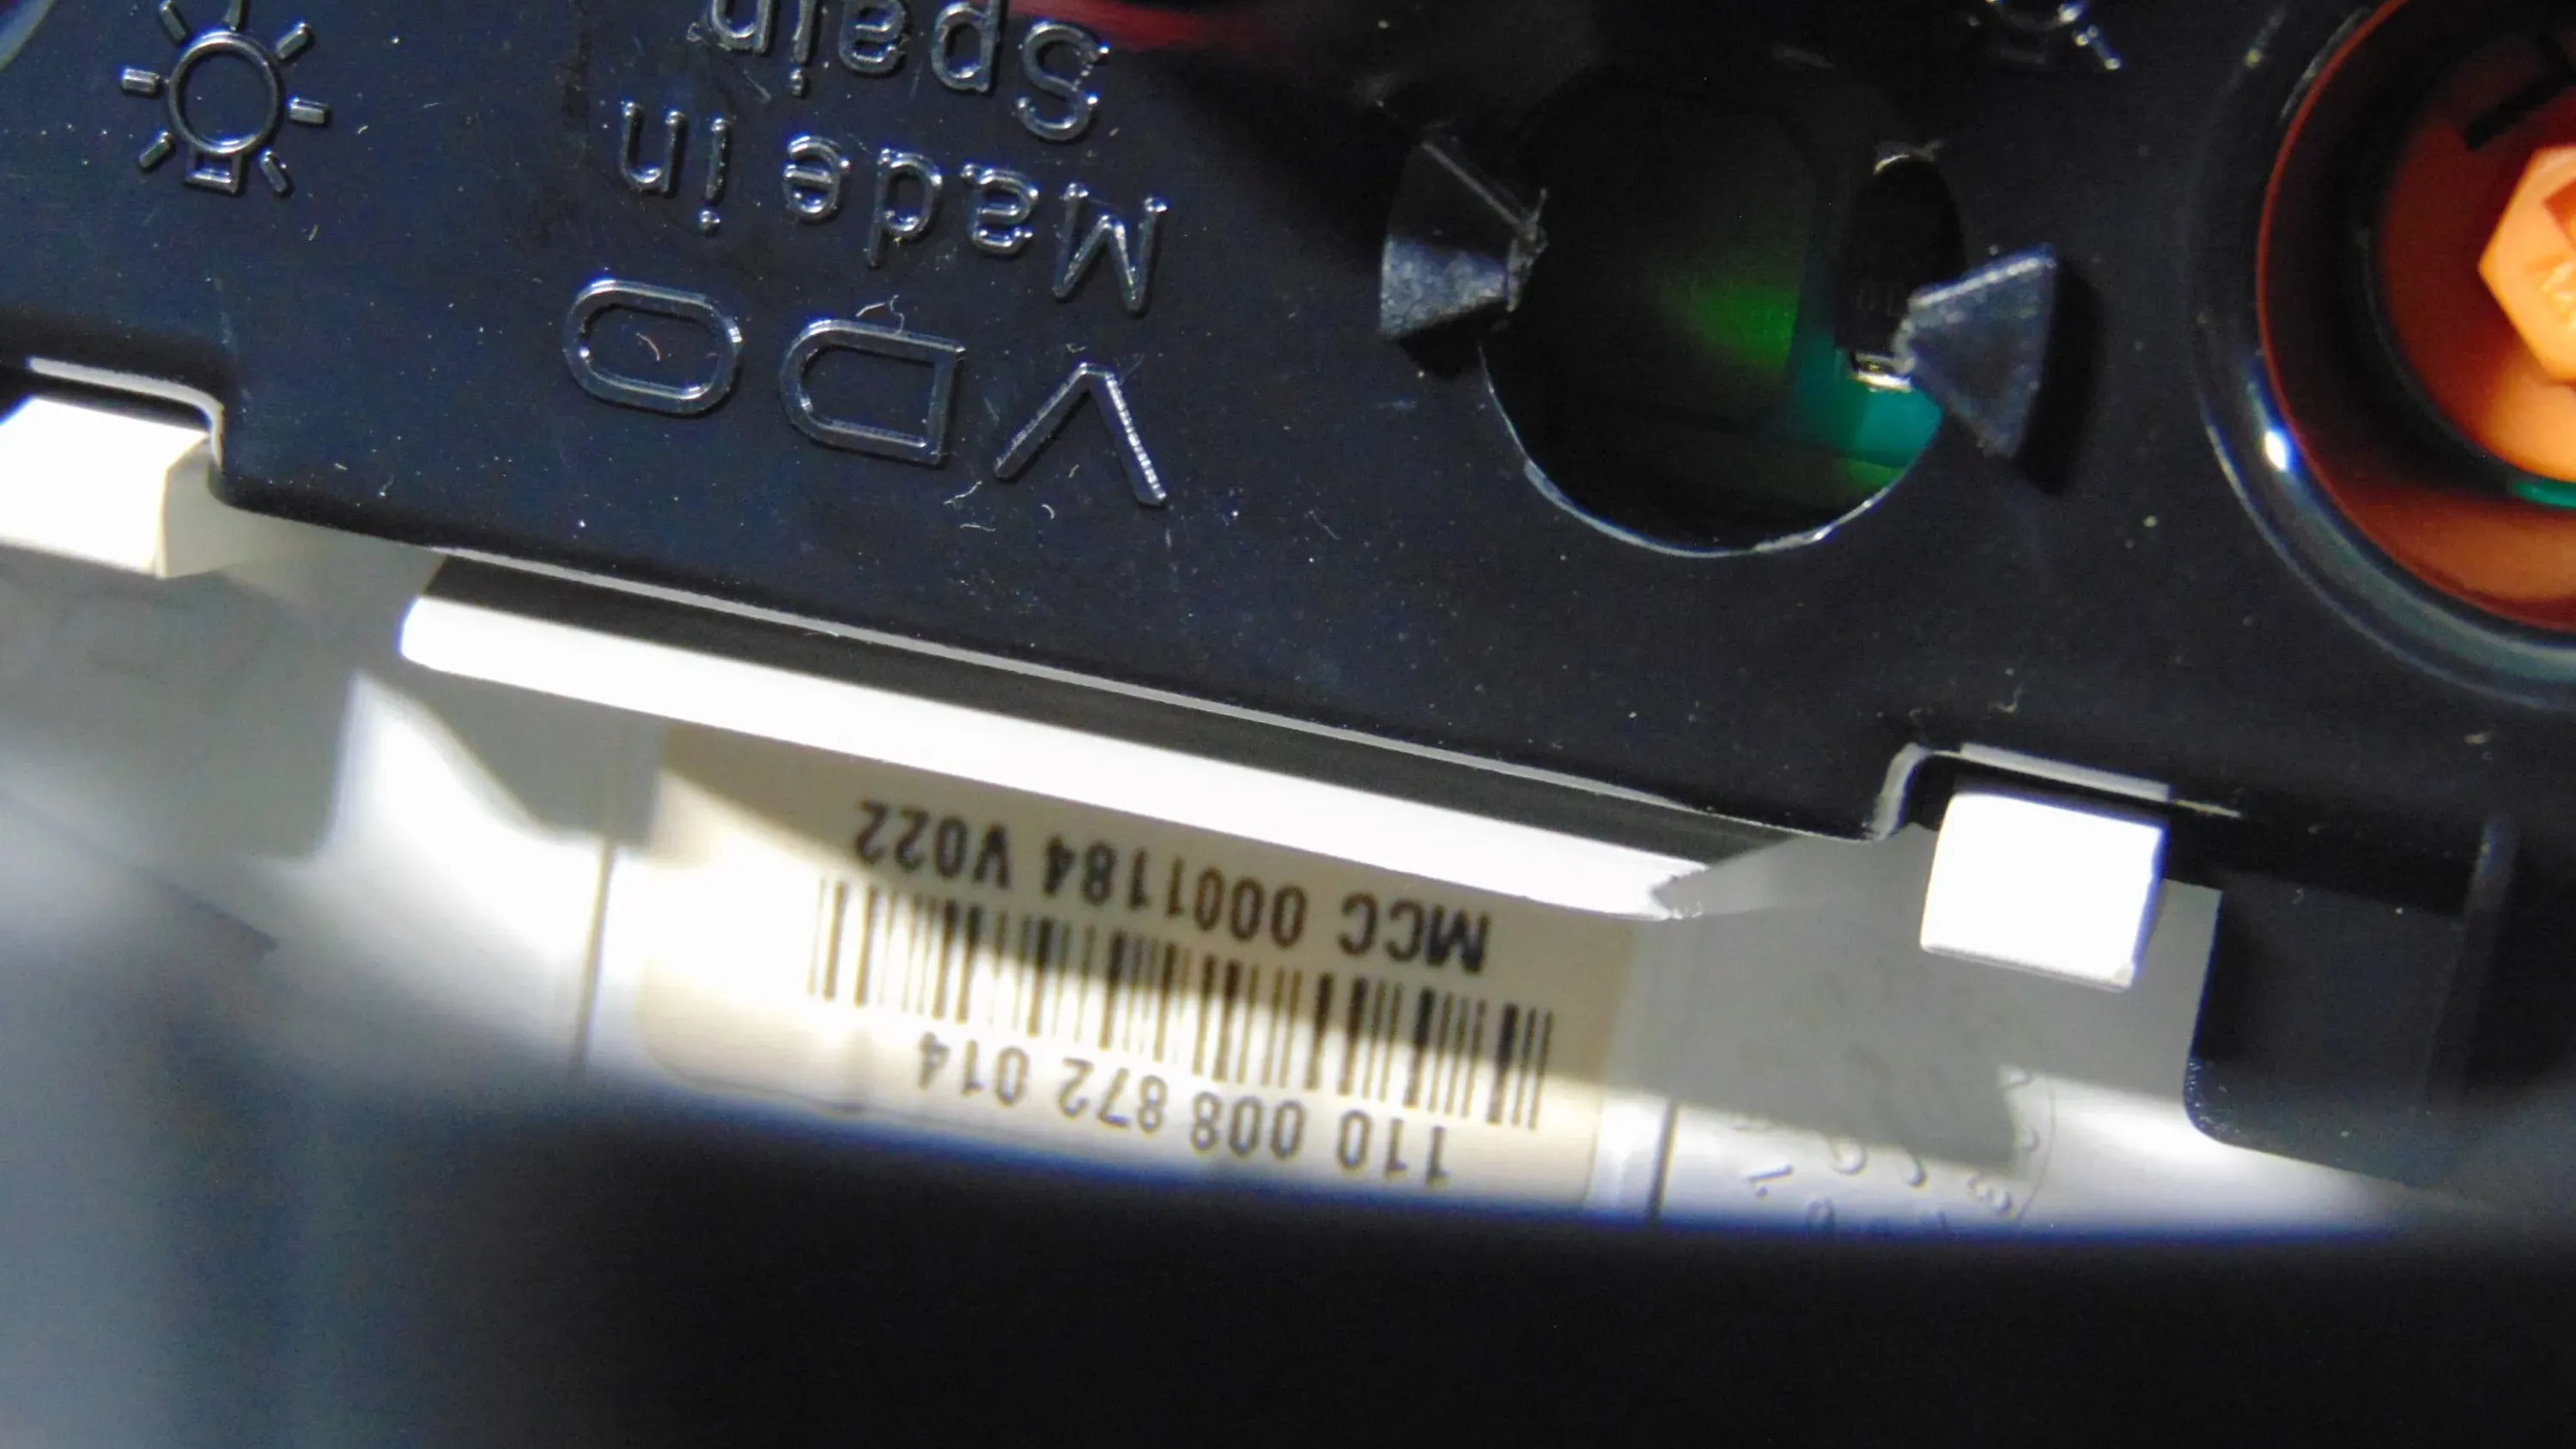 110 008 872 014
MCC 0001184 V022
VDO
Made in
Spain